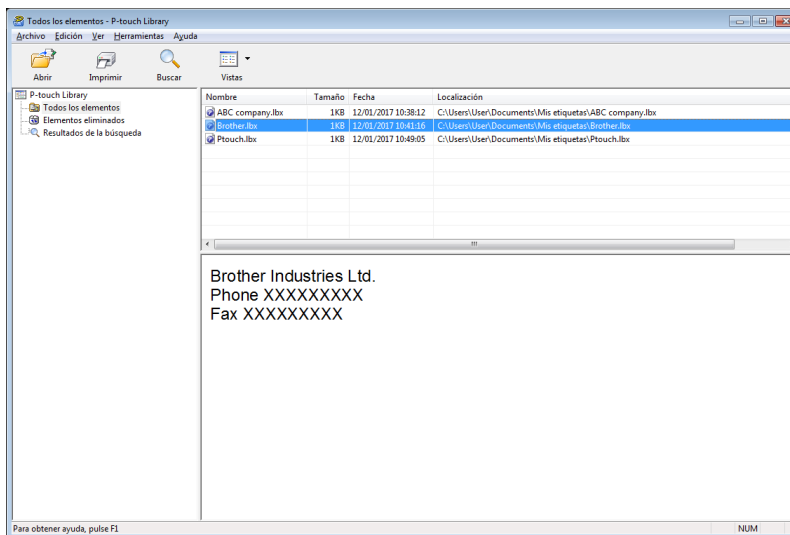 Todos los elementos - P-touch Library
Archivo Edición Ver Herramientas Ayuda
Abrir Imprimir Buscar Vistas
P-touch Library
Todos los elementos
Elementos eliminados
Resultados de la búsqueda
Nombre Tamaño Fecha Localización
ABC company.lbx 1KB 12/01/2017 10:38:12 C:\Users\User\Documents\Mis etiquetas\ABC company.lbx
Brother.lbx 1KB 12/01/2017 10:41:16 C:\Users\User\Documents\Mis etiquetas\Brother.lbx
Ptouch.lbx 1KB 12/01/2017 10:49:05 C:\Users\User\Documents\Mis etiquetas\Ptouch.lbx
Brother Industries Ltd.
Phone XXXXXXXXX
Fax XXXXXXXXX
Para obtener ayuda, pulse F1 NUM